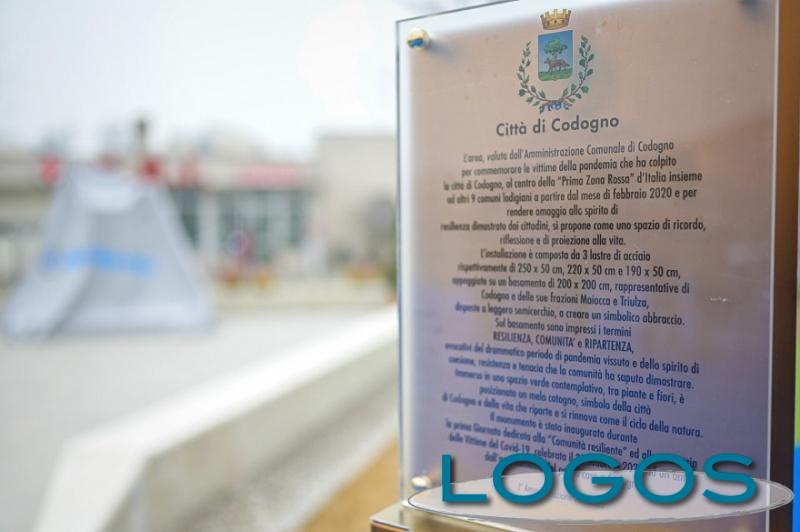 Città di Codogno
L'area, voluta dall'Amministrazione Comunale di Codogno
per commemorare le vittime della pandemia che ha colpito
la città di Codogno, al centro della "Prima Zona Rossa" d'Italia insieme
ad altri 9 comuni lodigiani a partire dal mese di febbraio 2020 e per
rendere omaggio allo spirito di
resilienza dimostrato dai cittadini, si propone come uno spazio di ricordo,
riflessione e di proiezione alla vita.
L'installazione è composta da 3 lastre di acciaio
rispettivamente di 250 x 50 cm, 220 x 50 cm e 190 x 50 cm,
appoggiate su un basamento di 200 x 200 cm, rappresentative di
Codogno e delle sue frazioni Maiocca e Triulza,
disposte a leggero semicerchio, a creare un simbolico abbraccio.
Sul basamento sono impressi i termini
RESILIENZA, COMUNITA' e RIPARTENZA,
evocativi del drammatico periodo di pandemia vissuto e dello spirito di
coesione, resistenza e tenacia che la comunità ha saputo dimostrare.
Immerso in uno spazio verde contemplativo, tra piante e fiori, è
posizionato un melo cotogno, simbolo della città
di Codogno e della vita che riparte e si rinnova come il ciclo della natura.
Il monumento è stato inaugurato durante
la prima Giornata dedicata alla "Comunità resiliente" ed alla
delle Vittime del Covid-19, celebrata il
LOGOS